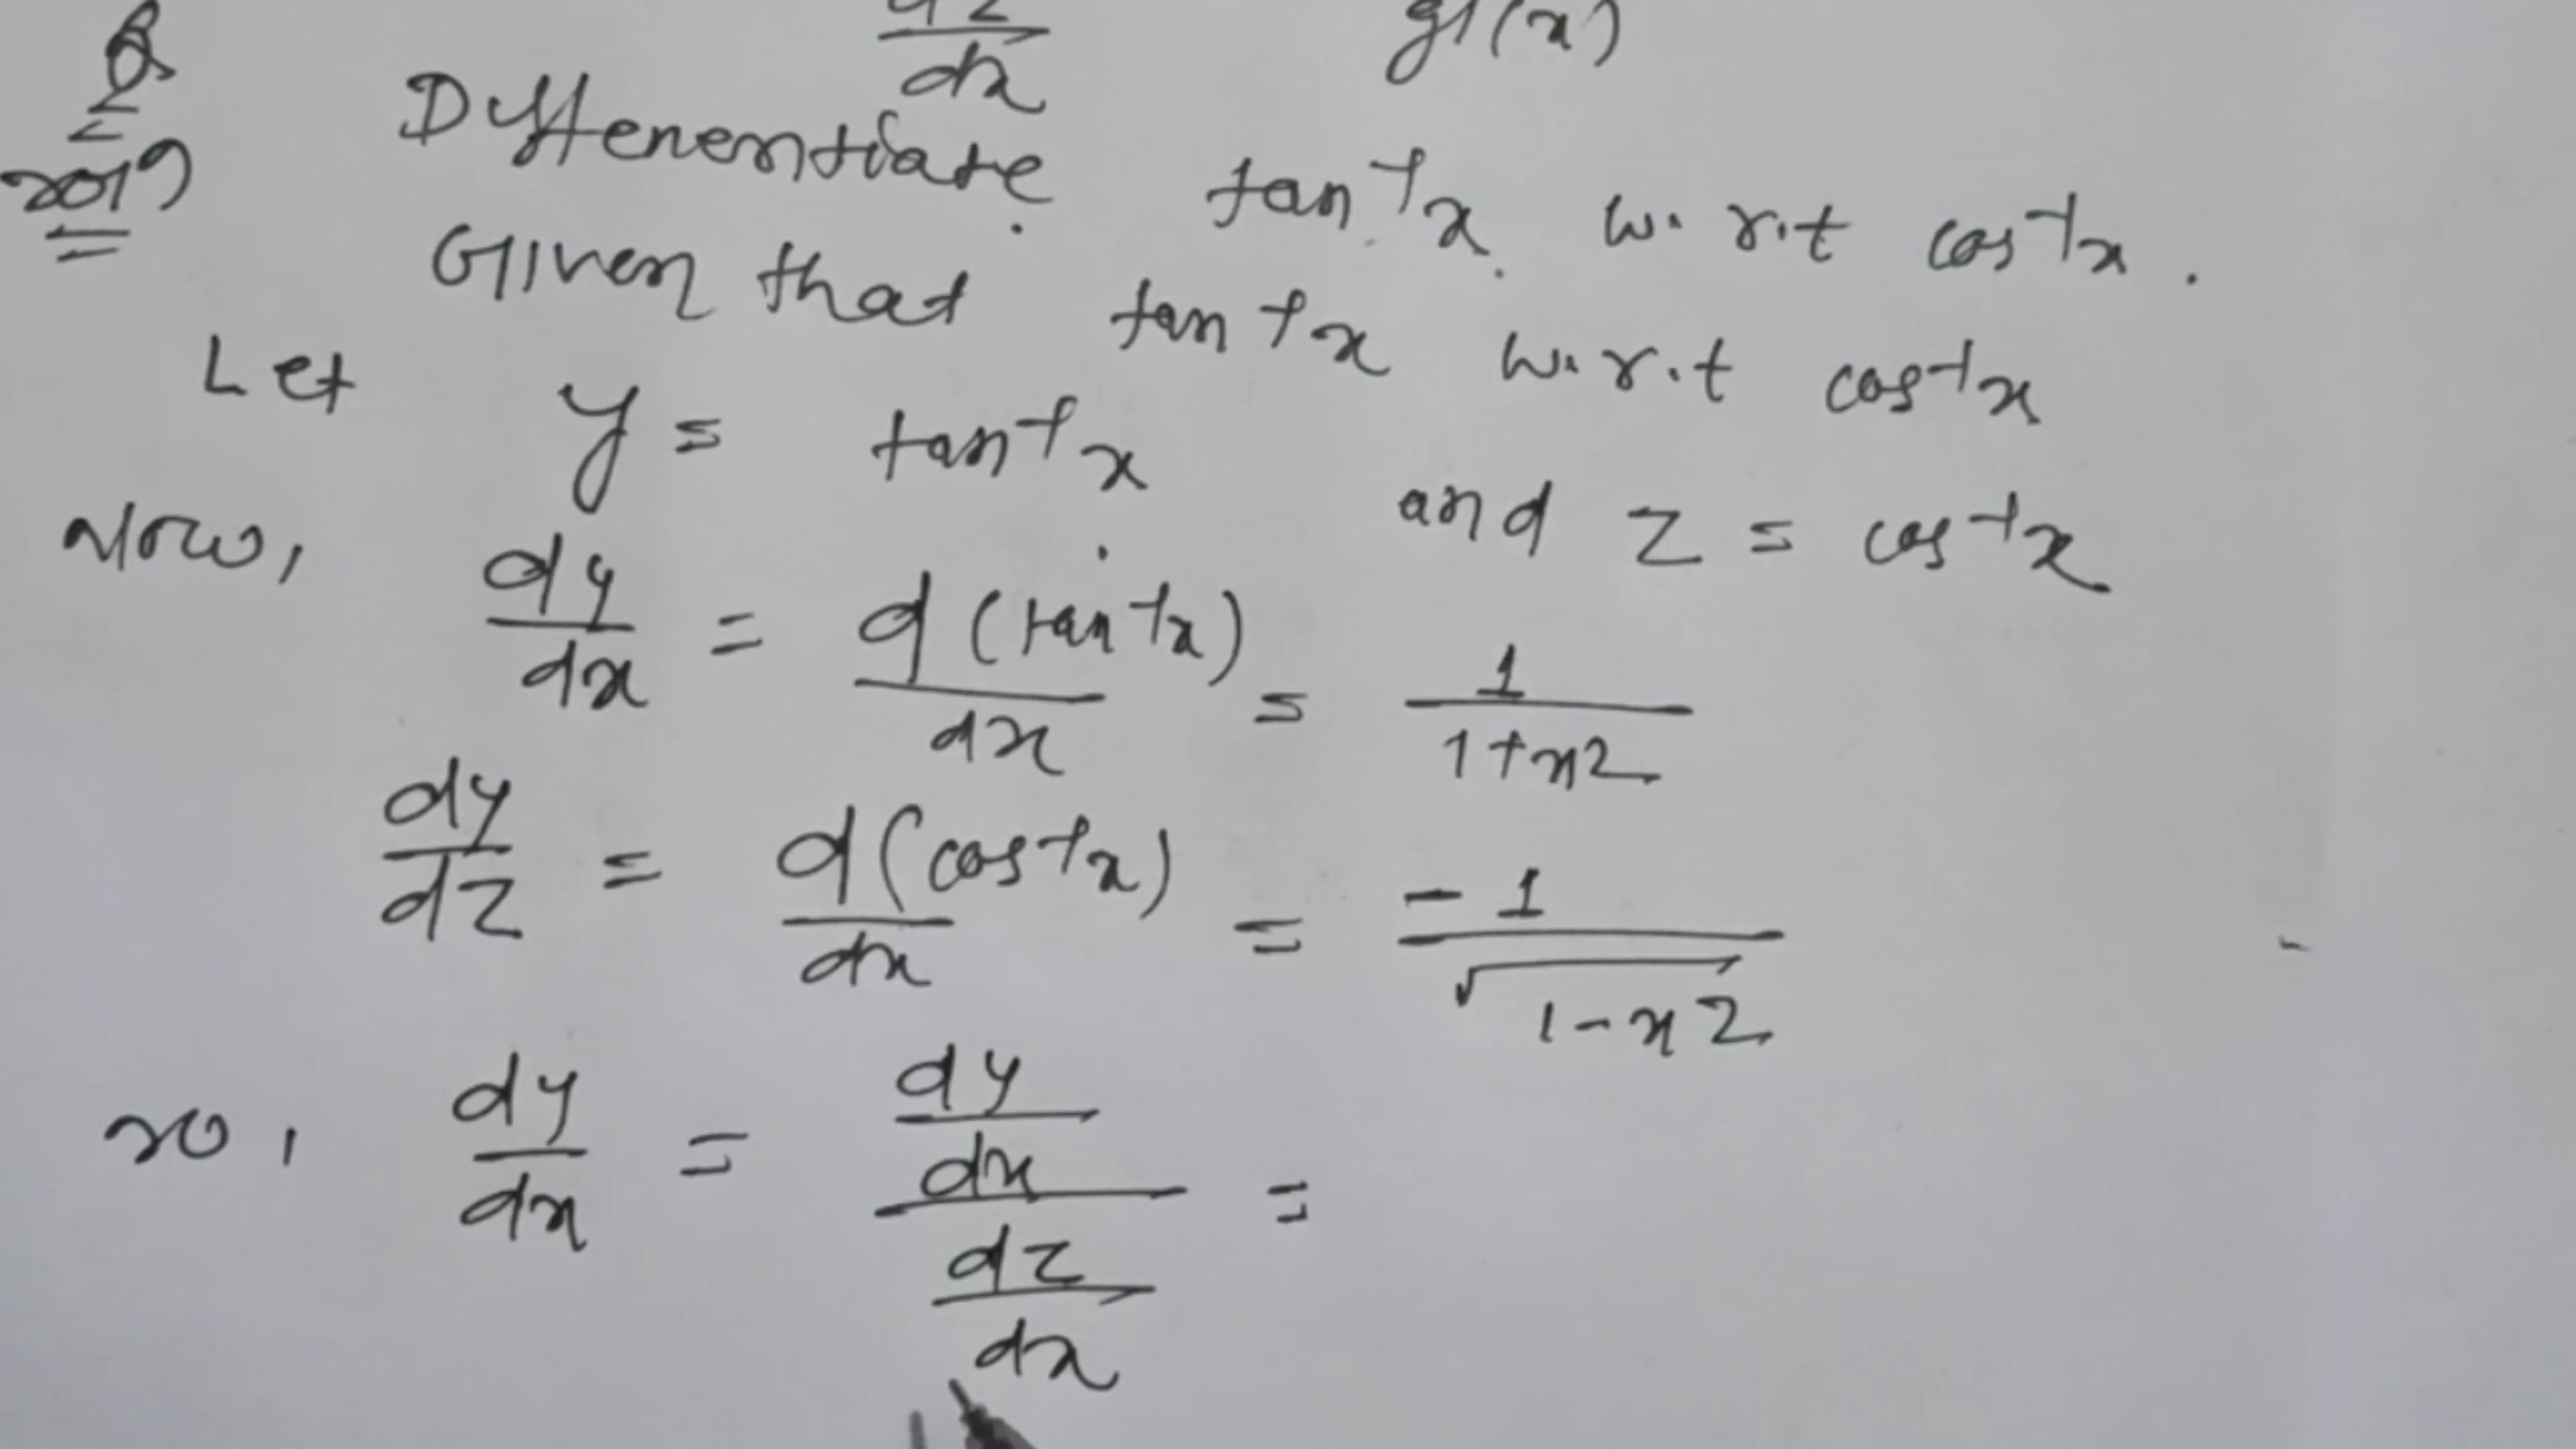 dz/dx g1(x)
Q
2019 Differentiate tan⁻¹x w.r.t cos⁻¹x.
Given that tan⁻¹x w.r.t cos⁻¹x
Let y = tan⁻¹x and z = cos⁻¹x
Now, dy/dx = d(tan⁻¹x)/dx = 1/(1+x2)
dy/dz = d(cos⁻¹x)/dx = -1/√(1-x2)
so, dy/dx = (dy/dx)/(dz/dx) =